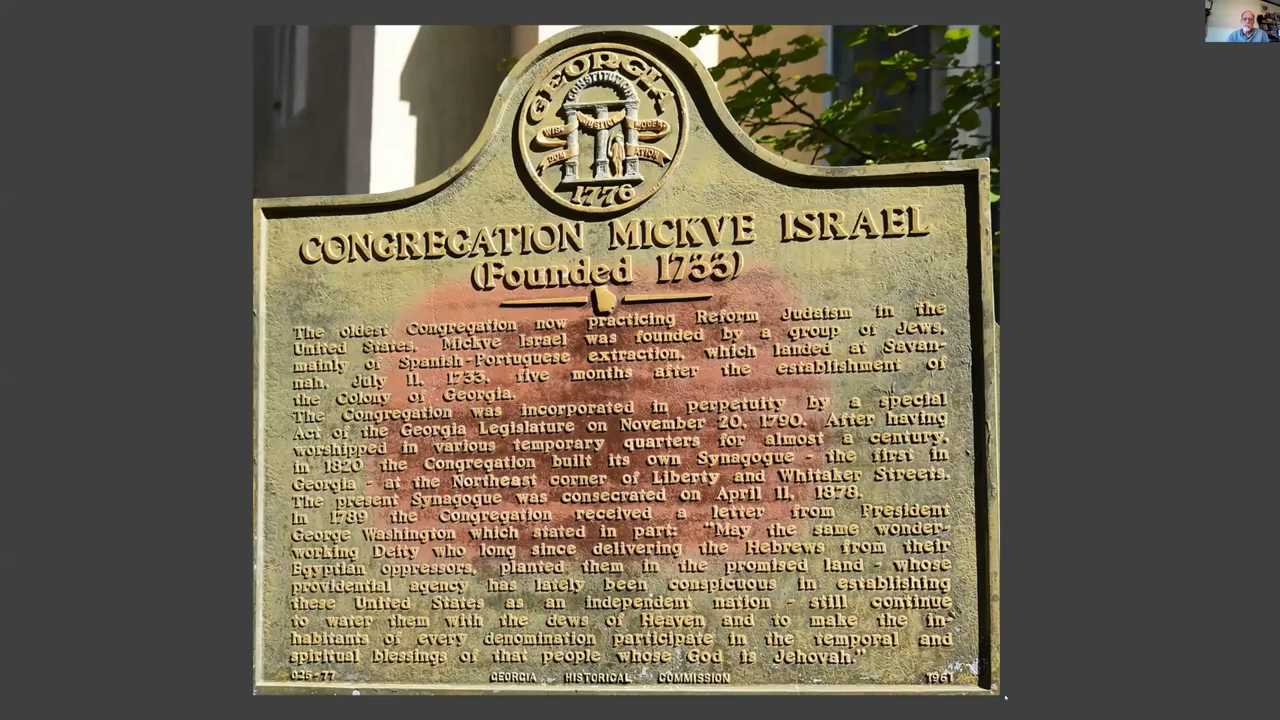 GEORGIA
CONSTITUTION
WISDOM JUSTICE MODERATION
1776
CONGREGATION MICKVE ISRAEL
(Founded 1733)
The oldest Congregation now practicing Reform Judaism in the
United States, Mickve Israel was founded by a group of Jews,
mainly of Spanish-Portuguese extraction, which landed at Savan-
nah, July 11, 1733, five months after the establishment of
the Colony of Georgia.
The Congregation was incorporated in perpetuity by a special
Act of the Georgia Legislature on November 20, 1790. After having
worshipped in various temporary quarters for almost a century,
in 1820 the Congregation built its own Synagogue - the first in
Georgia - at the Northeast corner of Liberty and Whitaker Streets.
The present Synagogue was consecrated on April 11, 1878.
In 1789 the Congregation received a letter from President
George Washington which stated in part: "May the same wonder-
working Deity who long since delivering the Hebrews from their
Egyptian oppressors, planted them in the promised land - whose
providential agency has lately been conspicuous in establishing
these United States as an independent nation - still continue
to water them with the dews of Heaven and to make the in-
habitants of every denomination participate in the temporal and
spiritual blessings of that people whose God is Jehovah."
025-77 GEORGIA HISTORICAL COMMISSION 1961